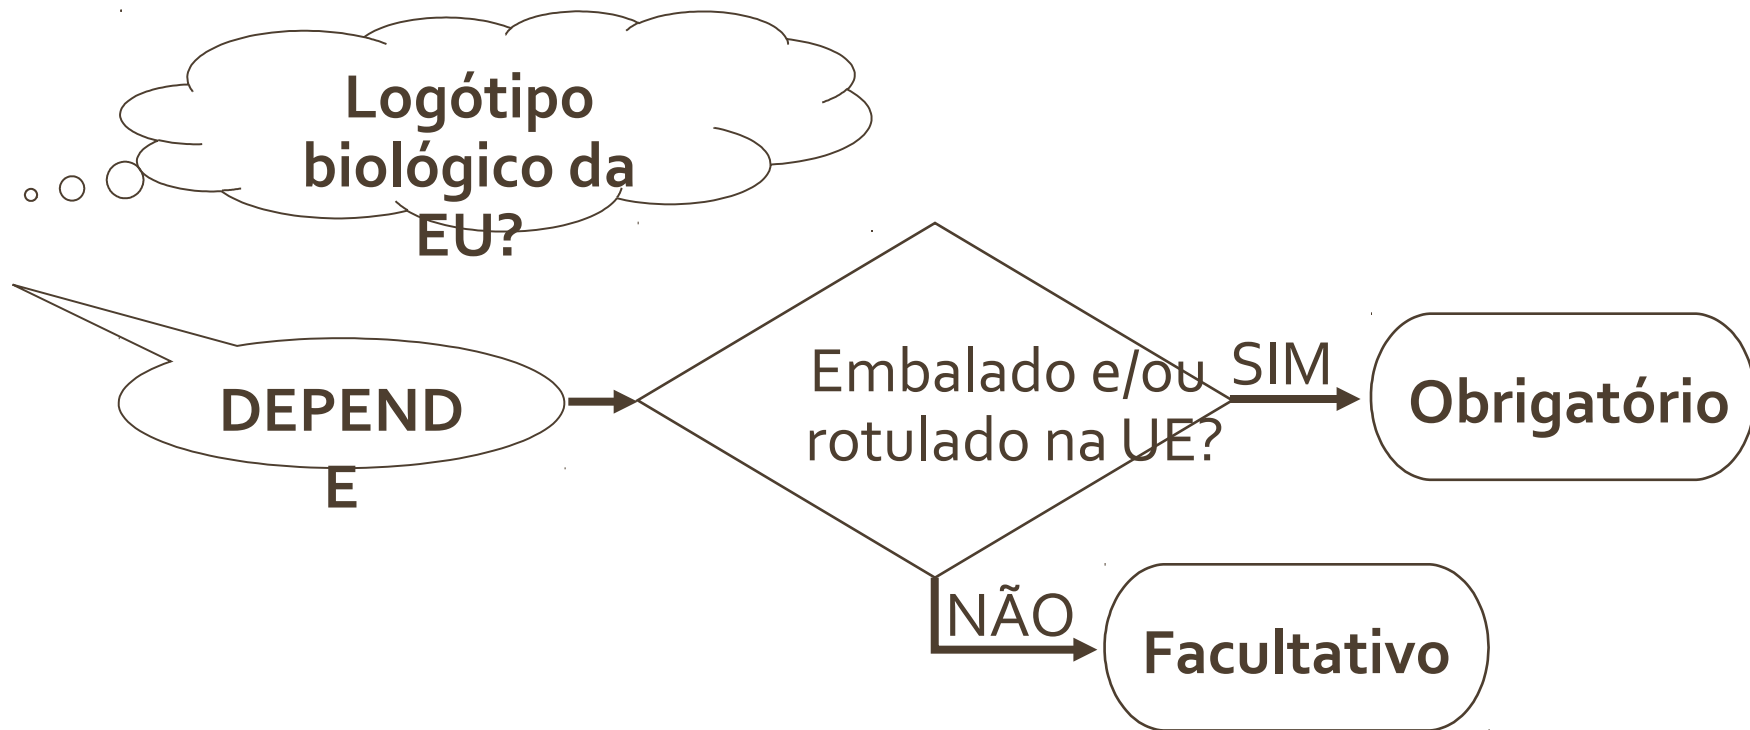 Logótipo
biológico da
EU?
DEPEND
E
Embalado e/ou
rotulado na UE?
SIM
Obrigatório
NÃO
Facultativo